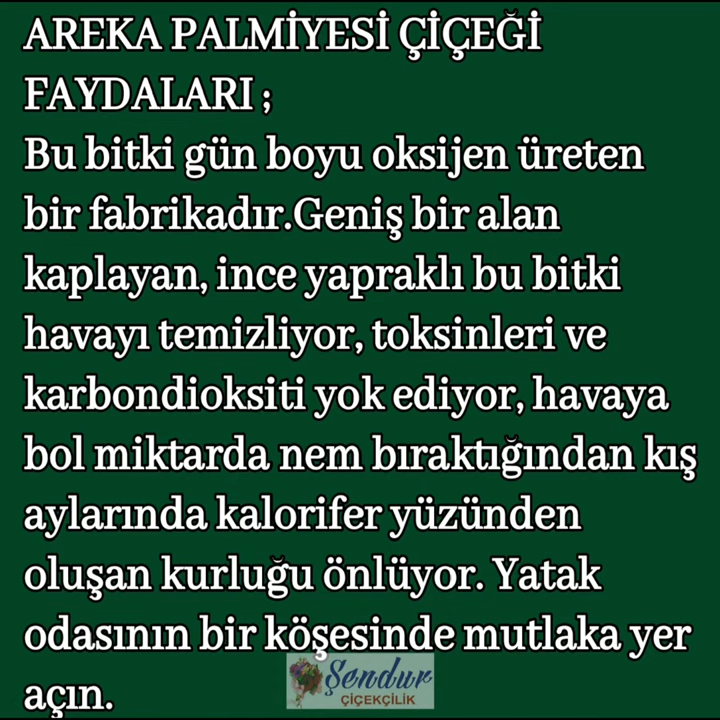 AREKA PALMİYESİ ÇİÇEĞİ
FAYDALARI ;
Bu bitki gün boyu oksijen üreten
bir fabrikadır.Geniş bir alan
kaplayan, ince yapraklı bu bitki
havayı temizliyor, toksinleri ve
karbondioksiti yok ediyor, havaya
bol miktarda nem bıraktığından kış
aylarında kalorifer yüzünden
oluşan kurluğu önlüyor. Yatak
odasının bir köşesinde mutlaka yer
açın.
Şendur
ÇİÇEKÇİLİK